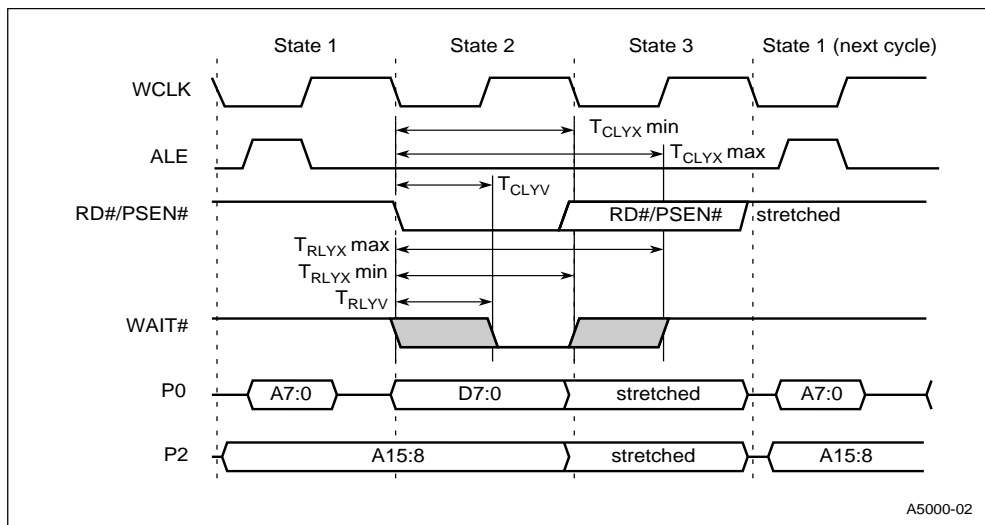 State 1 State 2 State 3 State 1 (next cycle)
WCLK
T_CLYX min
ALE
T_CLYX max
T_CLYV
RD#/PSEN# RD#/PSEN# stretched
T_RLYX max
T_RLYX min
T_RLYV
WAIT#
P0 A7:0 D7:0 stretched A7:0
P2 A15:8 stretched A15:8
A5000-02